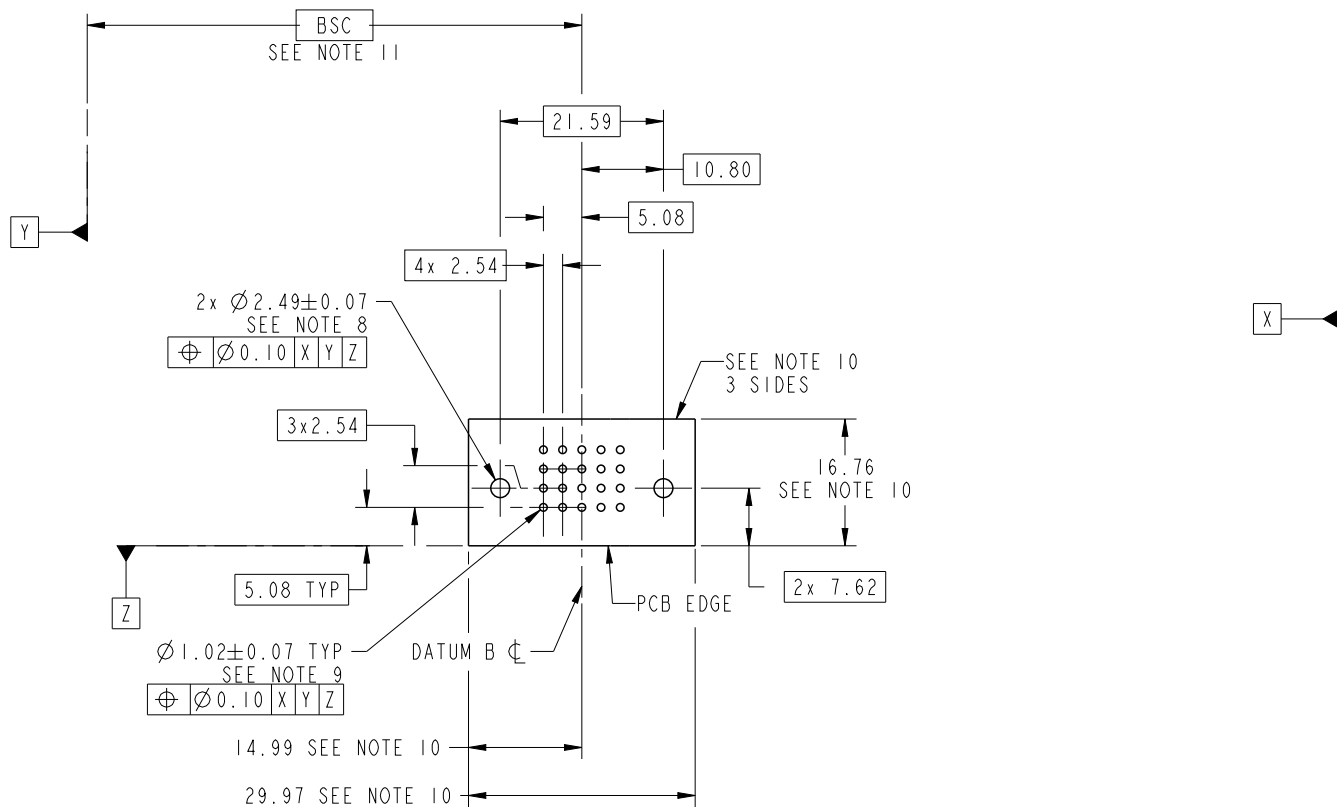 BSC
SEE NOTE 11
21.59
10.80
5.08
Y
4x 2.54
2x Ø2.49±0.07
SEE NOTE 8
⌖ Ø0.10 X Y Z
X
SEE NOTE 10
3 SIDES
3x2.54
16.76
SEE NOTE 10
5.08 TYP
2x 7.62
Z
PCB EDGE
Ø1.02±0.07 TYP
SEE NOTE 9
⌖ Ø0.10 X Y Z
DATUM B ℄
14.99 SEE NOTE 10
29.97 SEE NOTE 10